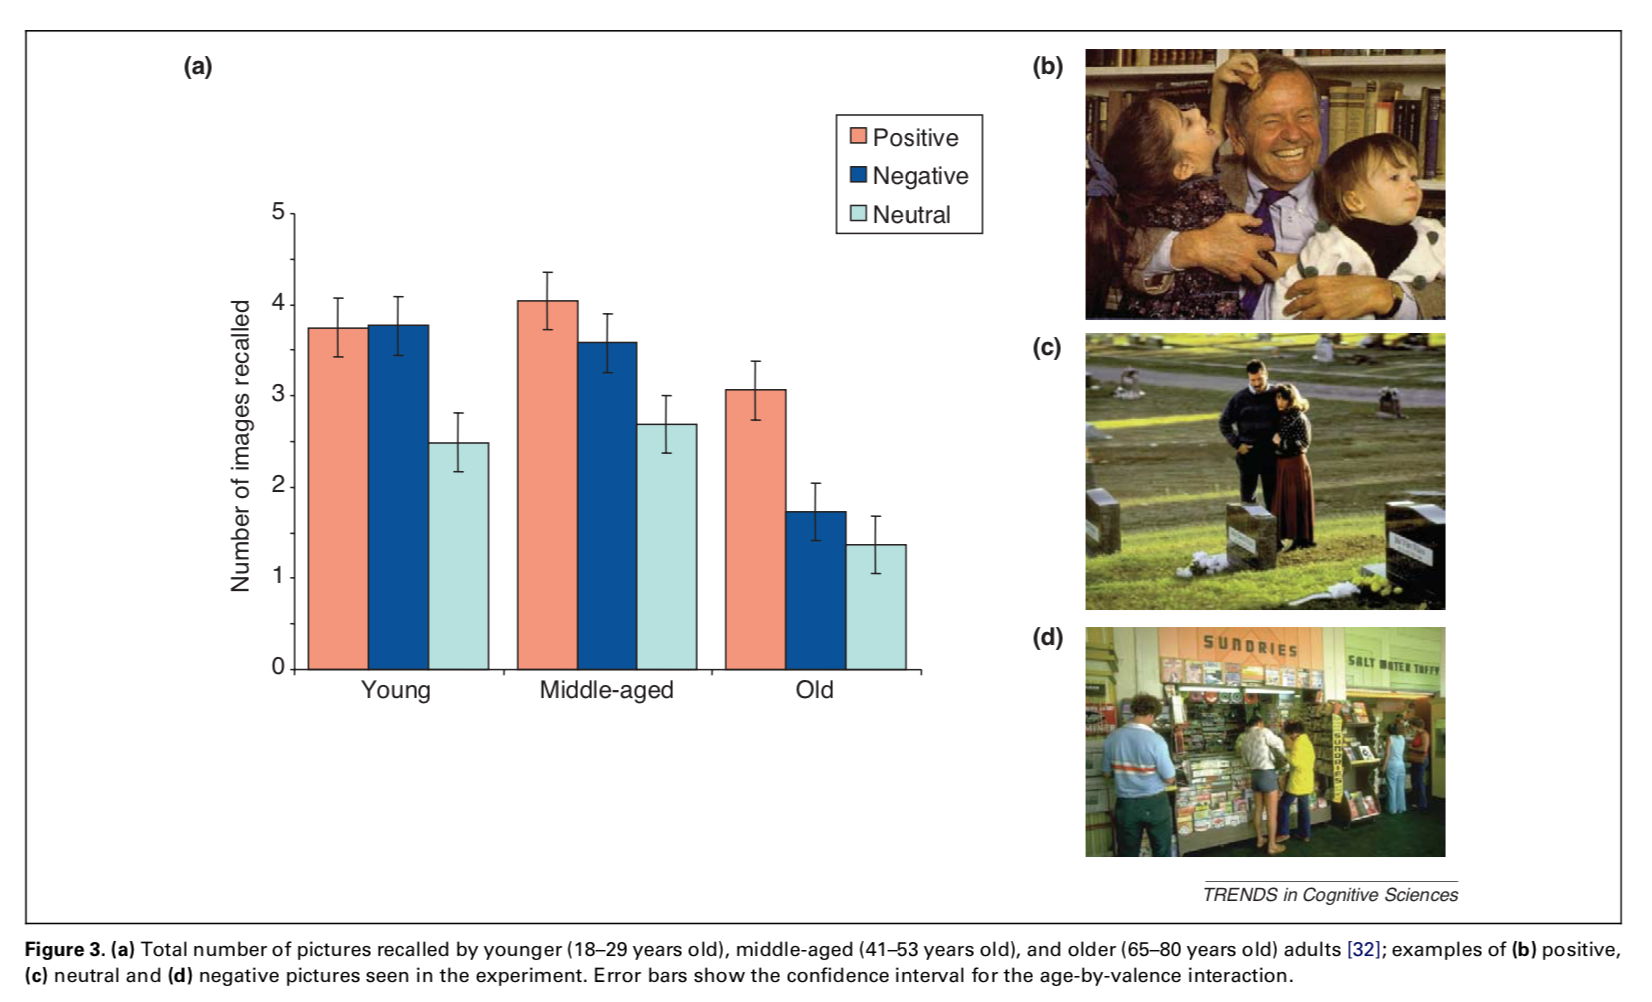 (a)
Positive
Negative
Neutral
Number of images recalled
5
4
3
2
1
0
Young
Middle-aged
Old
(b)
(c)
(d)
SUNDRIES
SALT WATER TAFFY
SUNDRIES
TRENDS in Cognitive Sciences
Figure 3. (a) Total number of pictures recalled by younger (18–29 years old), middle-aged (41–53 years old), and older (65–80 years old) adults [32]; examples of (b) positive,
(c) neutral and (d) negative pictures seen in the experiment. Error bars show the confidence interval for the age-by-valence interaction.